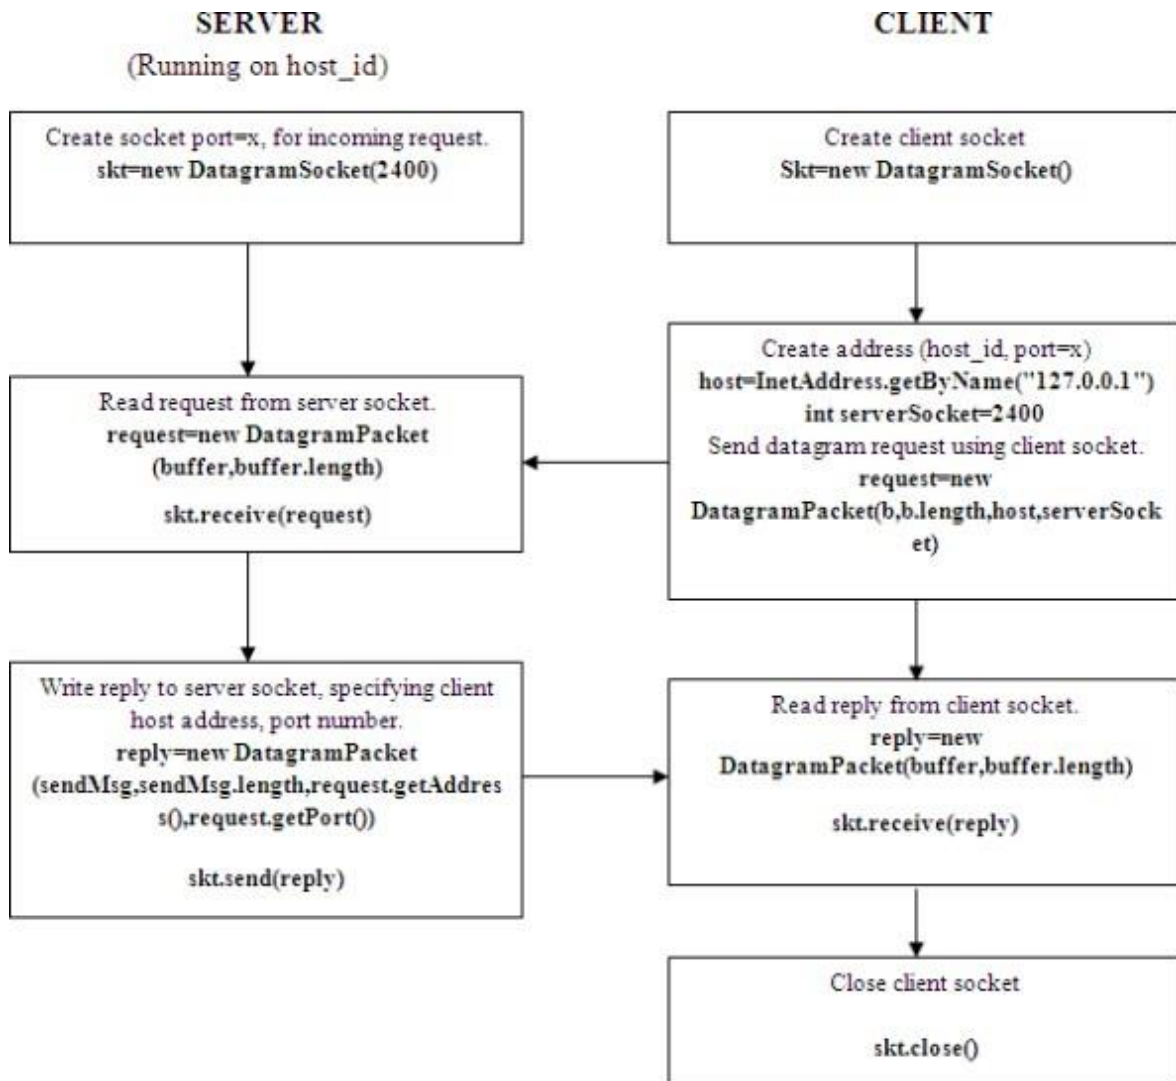 SERVER
(Running on host_id)
Create socket port=x, for incoming request.
skt=new DatagramSocket(2400)
Read request from server socket.
request=new DatagramPacket
(buffer,buffer.length)
skt.receive(request)
Write reply to server socket, specifying client
host address, port number.
reply=new DatagramPacket
(sendMsg,sendMsg.length,request.getAddres
s(),request.getPort())
skt.send(reply)
CLIENT
Create client socket
Skt=new DatagramSocket()
Create address (host_id, port=x)
host=InetAddress.getByName("127.0.0.1")
int serverSocket=2400
Send datagram request using client socket.
request=new
DatagramPacket(b,b.length,host,serverSock
et)
Read reply from client socket.
reply=new
DatagramPacket(buffer,buffer.length)
skt.receive(reply)
Close client socket
skt.close()